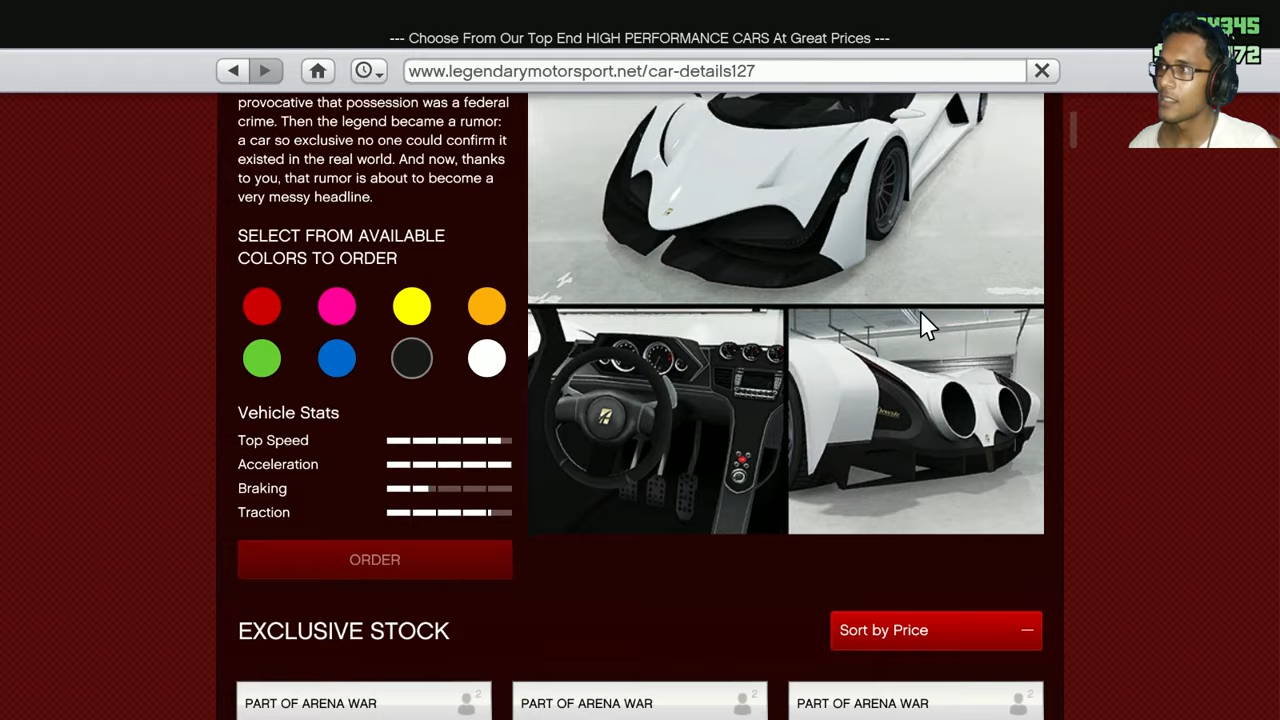 --- Choose From Our Top End HIGH PERFORMANCE CARS At Great Prices ---
www.legendarymotorsport.net/car-details127
provocative that possession was a federal
crime. Then the legend became a rumor:
a car so exclusive no one could confirm it
existed in the real world. And now, thanks
to you, that rumor is about to become a
very messy headline.
SELECT FROM AVAILABLE
COLORS TO ORDER
Vehicle Stats
Top Speed
Acceleration
Braking
Traction
ORDER
EXCLUSIVE STOCK
Sort by Price
PART OF ARENA WAR
2
PART OF ARENA WAR
2
PART OF ARENA WAR
2